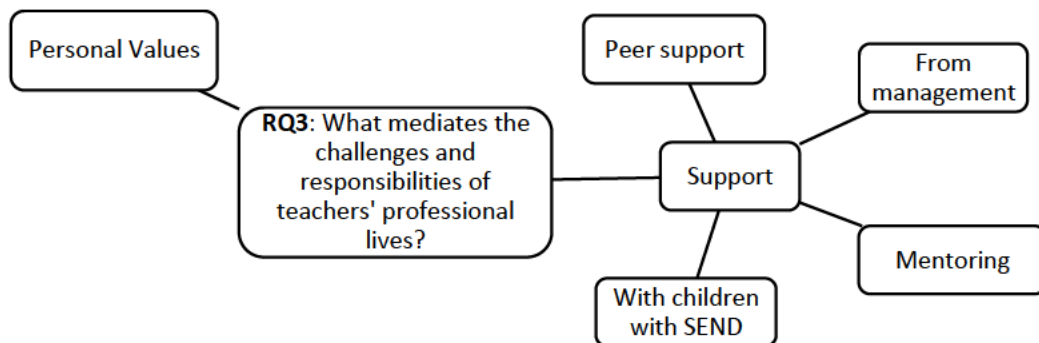 Personal Values
RQ3: What mediates the
challenges and
responsibilities of
teachers' professional
lives?
Peer support
From
management
Support
Mentoring
With children
with SEND